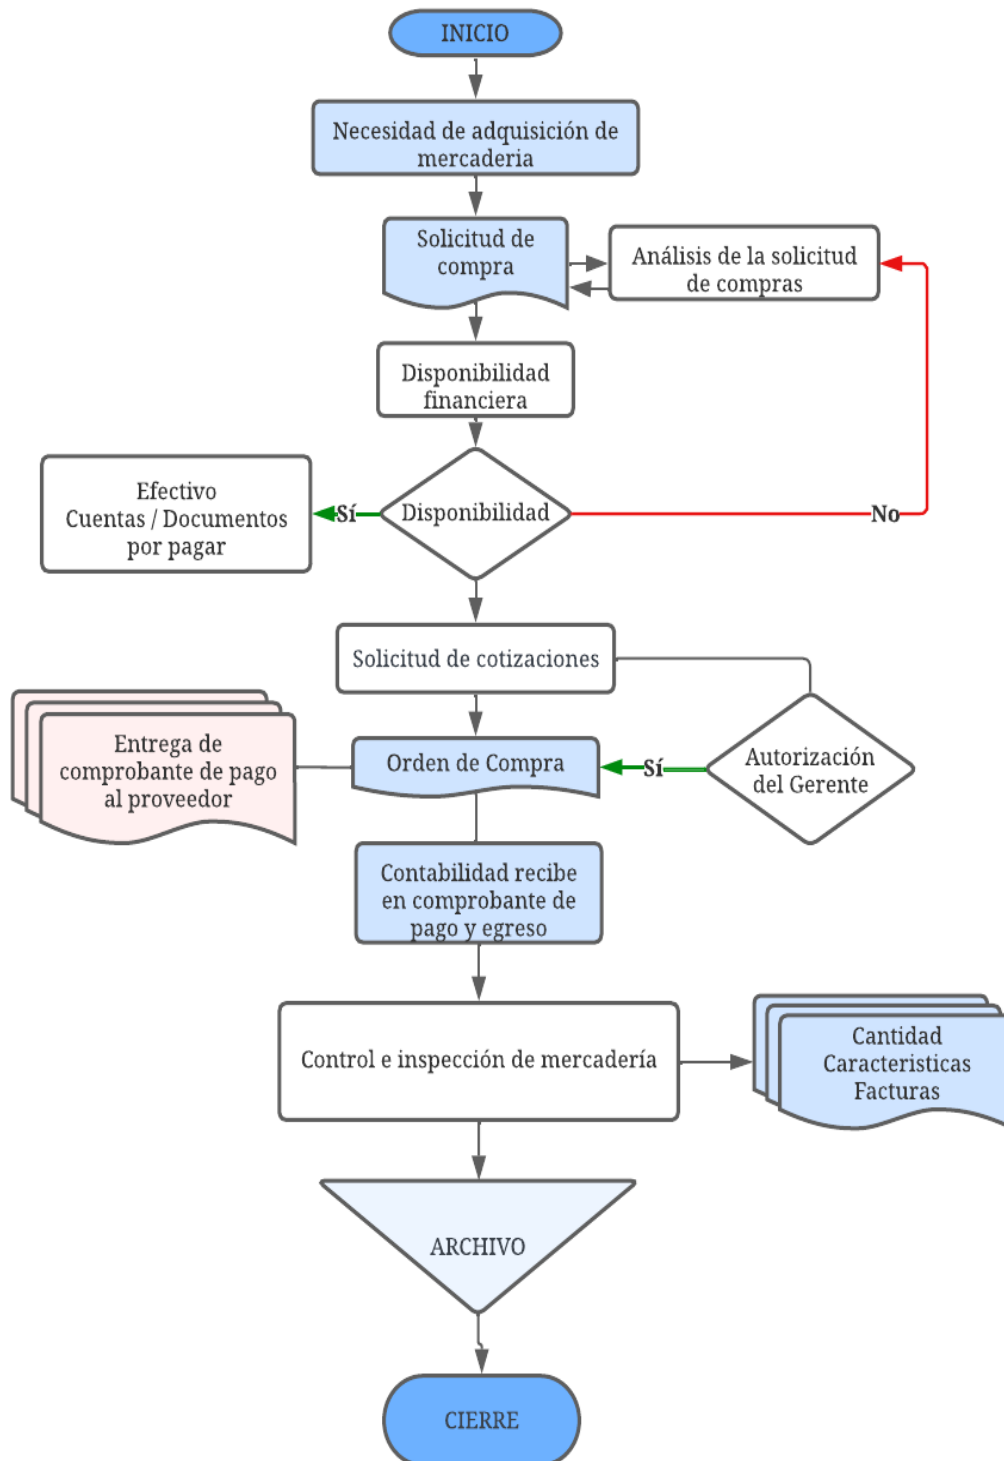 INICIO
Necesidad de adquisición de
mercaderia
Solicitud de
compra
Análisis de la solicitud
de compras
Disponibilidad
financiera
Efectivo
Cuentas / Documentos
por pagar
Sí
Disponibilidad
No
Solicitud de cotizaciones
Entrega de
comprobante de pago
al proveedor
Orden de Compra
Sí
Autorización
del Gerente
Contabilidad recibe
en comprobante de
pago y egreso
Control e inspección de mercadería
Cantidad
Caracteristicas
Facturas
ARCHIVO
CIERRE